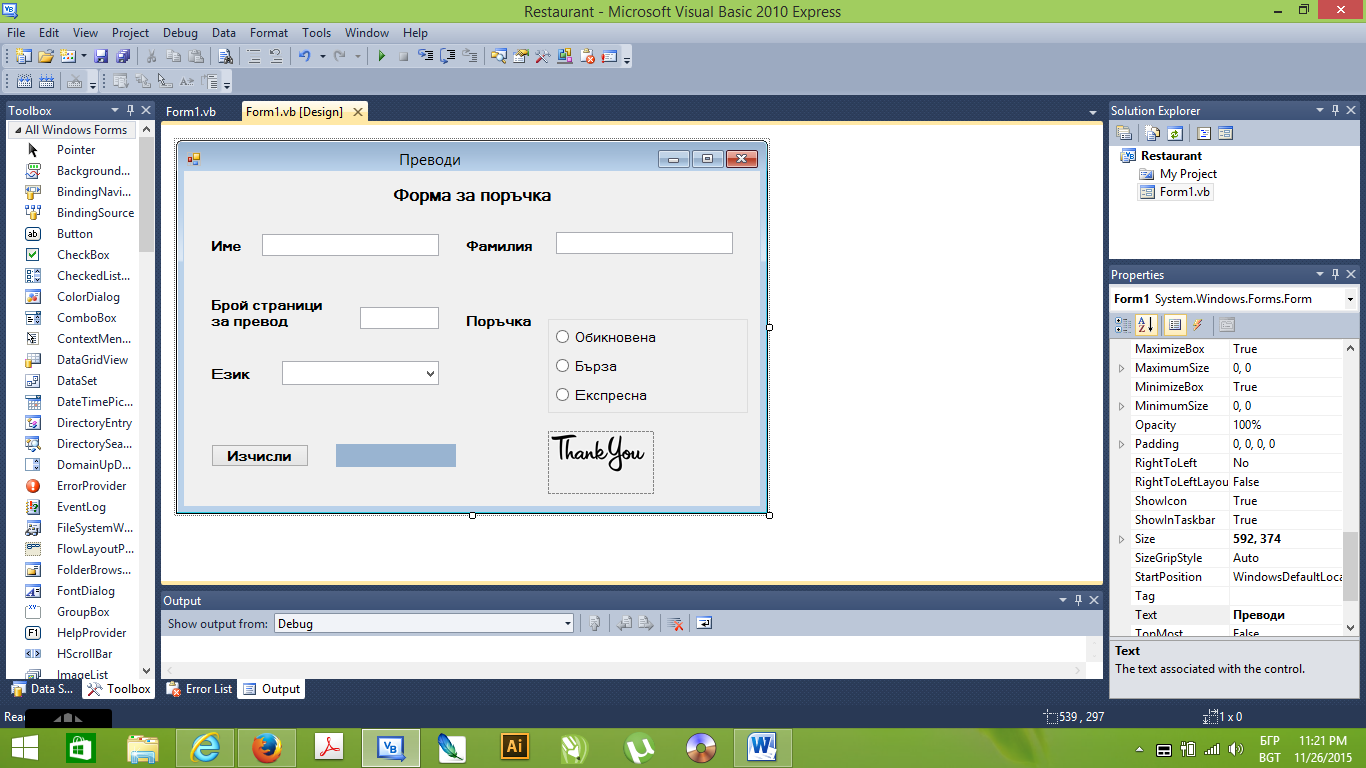 Restaurant - Microsoft Visual Basic 2010 Express
File Edit View Project Debug Data Format Tools Window Help
Toolbox
All Windows Forms
Pointer
Background...
BindingNavi...
BindingSource
Button
CheckBox
CheckedList...
ColorDialog
ComboBox
ContextMen...
DataGridView
DataSet
DateTimePic...
DirectoryEntry
DirectorySea...
DomainUpD...
ErrorProvider
EventLog
FileSystemW...
FlowLayoutP...
FolderBrows...
FontDialog
GroupBox
HelpProvider
HScrollBar
ImageList
Data S... Toolbox
Form1.vb Form1.vb [Design]
Преводи
Форма за поръчка
Име Фамилия
Брой страници
за превод
Поръчка
Обикновена
Бърза
Експресна
Език
Изчисли
Thank You
Output
Show output from: Debug
Error List Output
Solution Explorer
Restaurant
My Project
Form1.vb
Properties
Form1 System.Windows.Forms.Form
MaximizeBox True
MaximumSize 0, 0
MinimizeBox True
MinimumSize 0, 0
Opacity 100%
Padding 0, 0, 0, 0
RightToLeft No
RightToLeftLayou False
ShowIcon True
ShowInTaskbar True
Size 592, 374
SizeGripStyle Auto
StartPosition WindowsDefaultLoca
Tag
Text Преводи
TopMost False
Text
The text associated with the control.
539 , 297 1 x 0
БГР 11:21 PM
BGT 11/26/2015